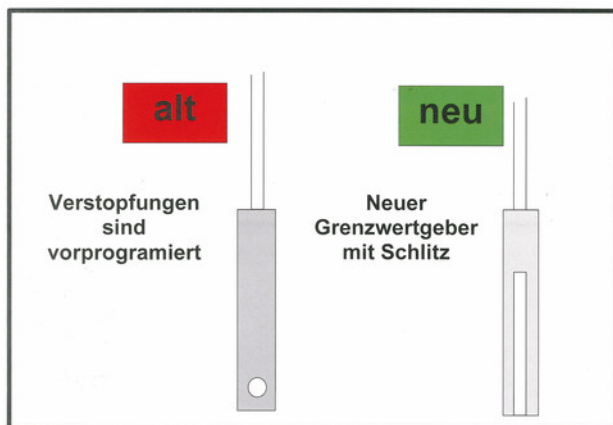 alt
Verstopfungen
sind
vorprogramiert
neu
Neuer
Grenzwertgeber
mit Schlitz